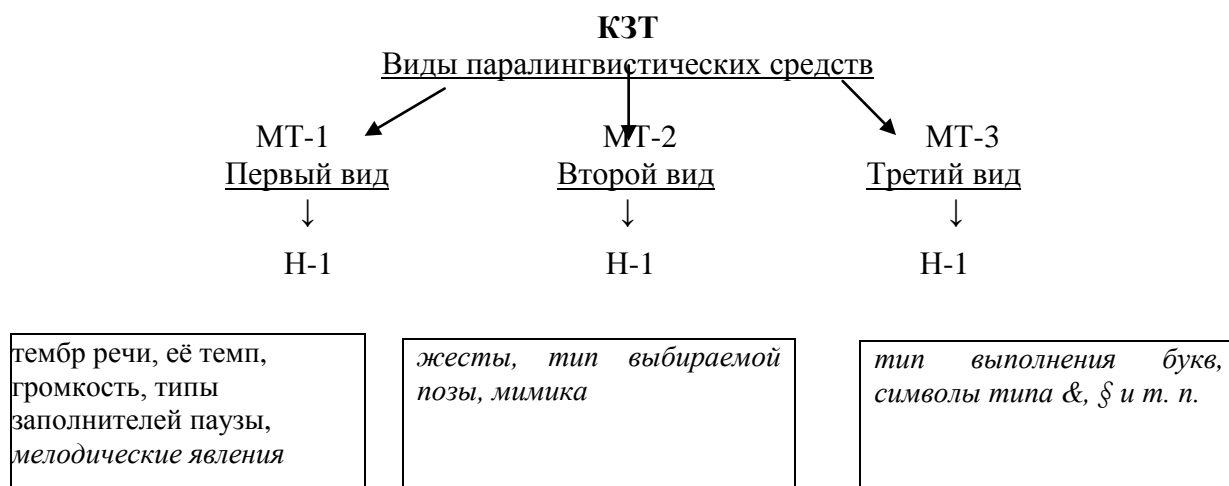 КЗТ
Виды паралингвистических средств
МТ-1 МТ-2 МТ-3
Первый вид Второй вид Третий вид
↓ ↓ ↓
Н-1 Н-1 Н-1
тембр речи, её темп,
громкость, типы
заполнителей паузы,
мелодические явления
жесты, тип выбираемой
позы, мимика
тип выполнения букв,
символы типа &, § и т. п.